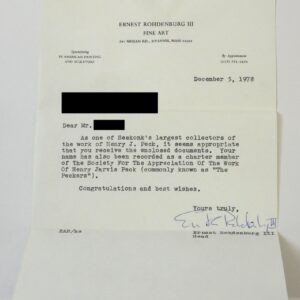 ERNEST ROHDENBURG III
FINE ART
Specializing
IN AMERICAN PAINTING
AND SCULPTURE
By Appointment
December 5, 1978
Dear Mr.
As one of Seekonk's largest collectors of
the work of Henry J. Peck, it seems appropriate
that you receive the enclosed documents. Your
name has also been recorded as a charter member
of The Society For The Appreciation Of The Work
Of Henry Jarvis Peck (commonly known as "The
Peckers").
Congratulations and best wishes.
Yours truly,
Ernest Rohdenburg III
Head